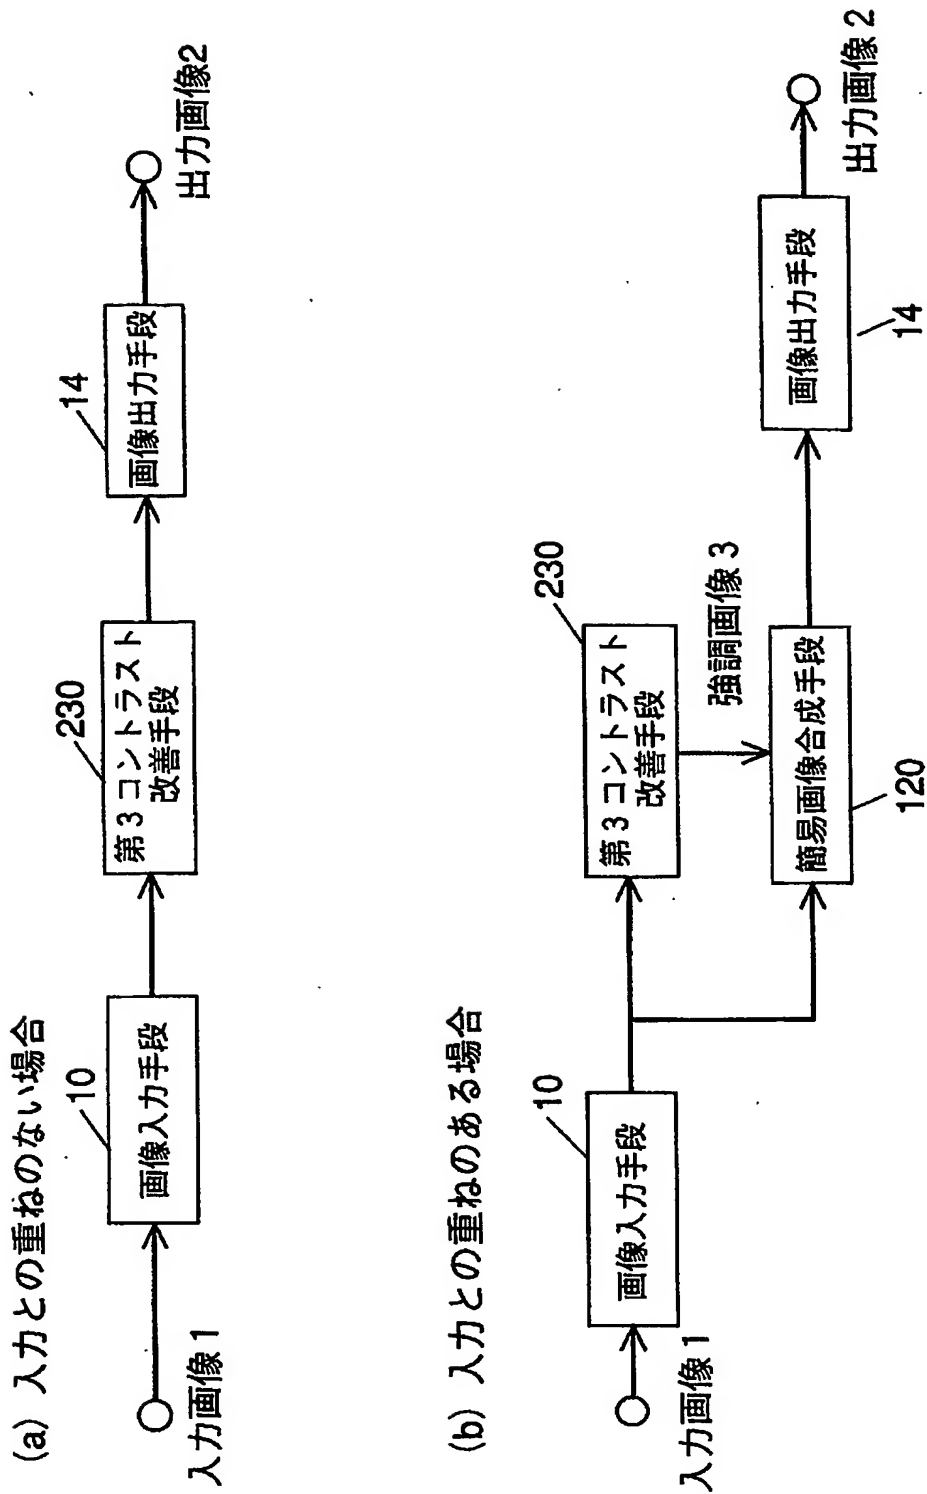 (a) 入力との重ねのない場合
入力画像1
10
画像入力手段
230
第3コントラスト
改善手段
14
画像出力手段
出力画像2
(b) 入力との重ねのある場合
入力画像1
10
画像入力手段
230
第3コントラスト
改善手段
強調画像3
簡易画像合成手段
120
画像出力手段
14
出力画像2